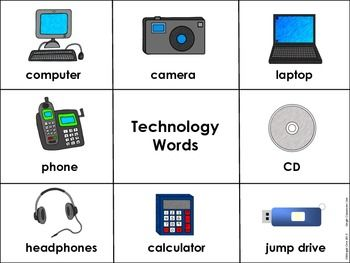 computer
camera
laptop
phone
Technology
Words
CD
headphones
calculator
jump drive